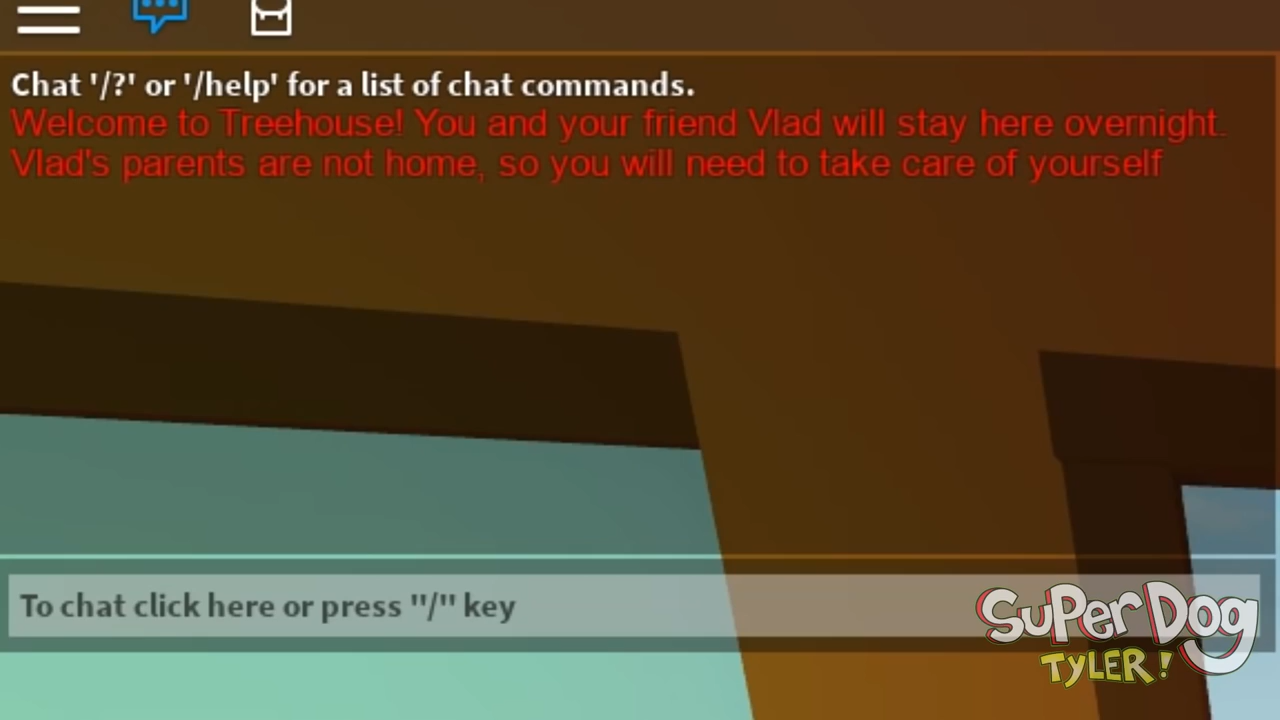 Chat '/?' or '/help' for a list of chat commands.
Welcome to Treehouse! You and your friend Vlad will stay here overnight.
Vlad's parents are not home, so you will need to take care of yourself
To chat click here or press "/" key
SuPer Dog
TYLER!